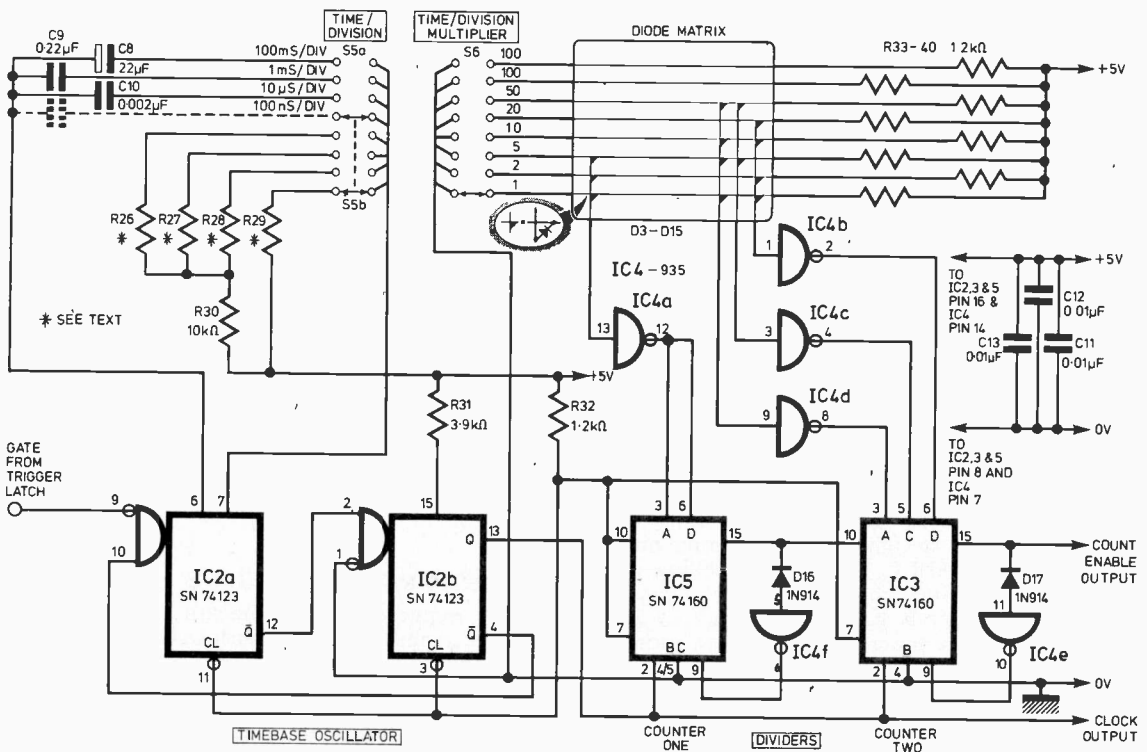 TIME/
DIVISION
S5a
TIME/DIVISION
MULTIPLIER
S6
DIODE MATRIX
C9
0·22µF
C8
22µF
C10
0·002µF
100mS/DIV
1mS/DIV
10µS/DIV
100nS/DIV
100
100
50
20
10
5
2
1
R33-40 1·2kΩ
+5V
S5b
R26
*
R27
*
R28
*
R29
*
R30
10kΩ
* SEE TEXT
D3-D15
IC4 -935
IC4a
13
12
IC4b
1
2
IC4c
3
4
IC4d
9
8
TO
IC2,3 & 5
PIN 16 &
IC4
PIN 14
+5V
C12
0·01µF
C13
0·01µF
C11
0·01µF
0V
TO
IC2,3 & 5
PIN 8 AND
IC4
PIN 7
+5V
R31
3·9kΩ
R32
1·2kΩ
GATE
FROM
TRIGGER
LATCH
9
10
6
7
IC2a
SN 74123
CL
Q̄
12
11
2
1
15
13
Q
IC2b
SN 74123
CL
Q̄
4
3
3
6
A
D
10
15
IC5
SN 74160
7
B C
2
4/5
9
D16
1N914
5
IC4f
6
3
5
6
A C D
10
15
IC3
SN74160
7
B
2
4
9
D17
1N914
11
IC4e
10
COUNT
ENABLE
OUTPUT
0V
CLOCK
OUTPUT
TIMEBASE OSCILLATOR
COUNTER
ONE
DIVIDERS
COUNTER
TWO